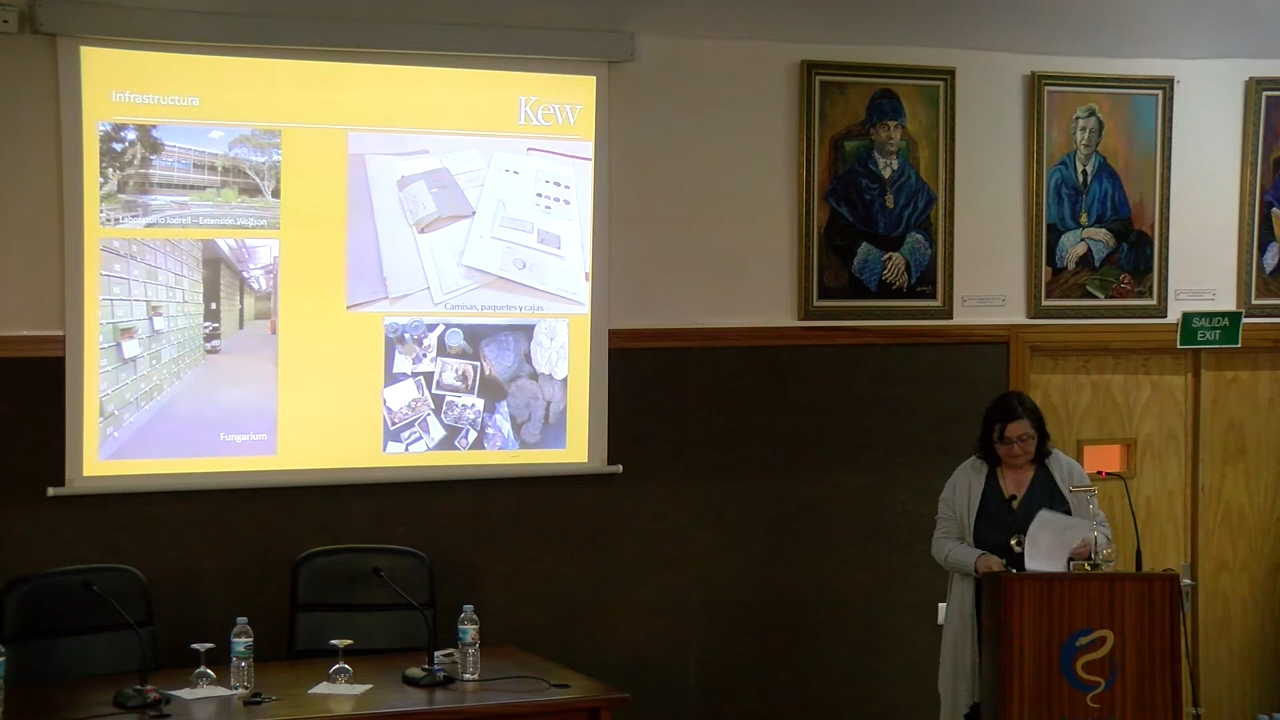 Infrastructura
Kew
Laboratorio Jodrell – Extensión Wolfson
Camisas, paquetes y cajas
Fungarium
SALIDA
EXIT